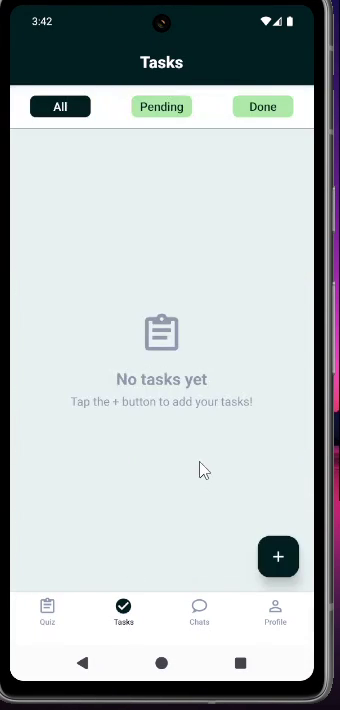 3:42
Tasks
All Pending Done
No tasks yet
Tap the + button to add your tasks!
+
Quiz Tasks Chats Profile